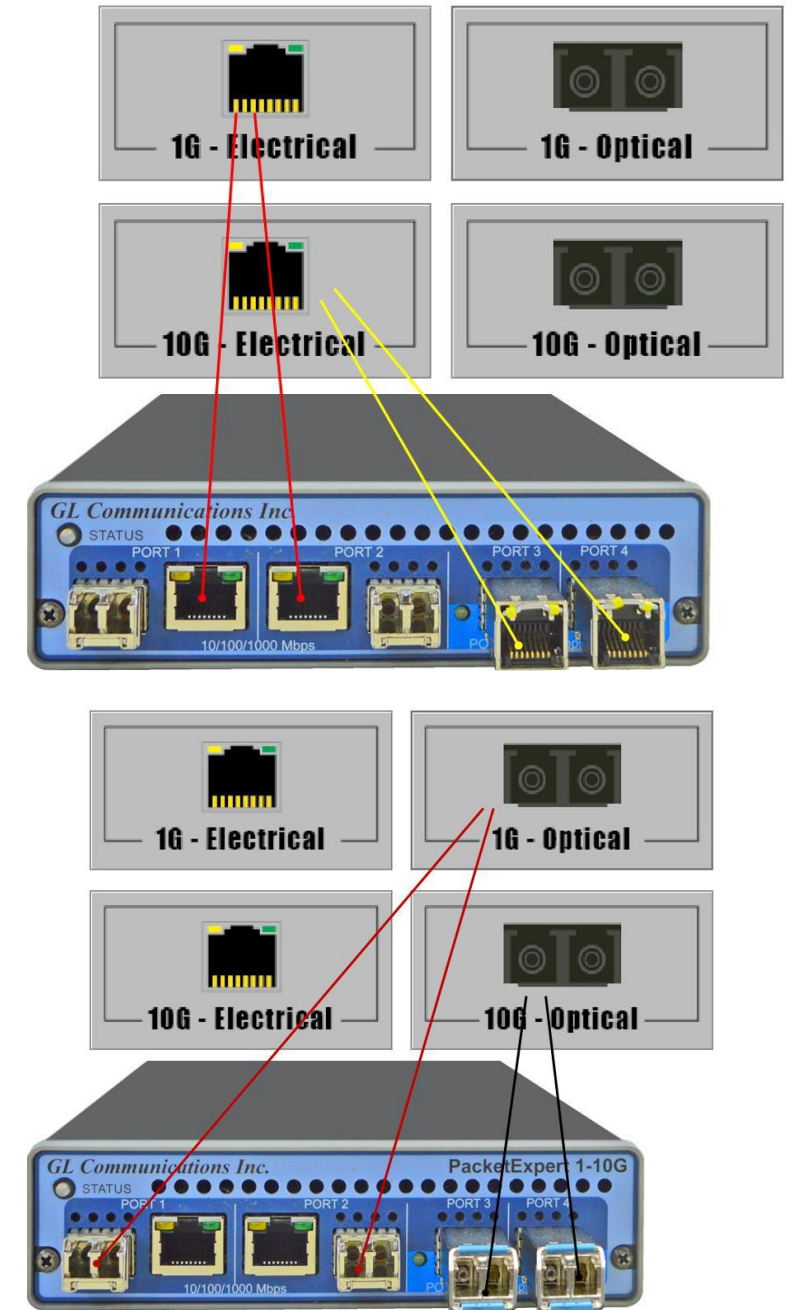 1G - Electrical
1G - Optical
10G - Electrical
10G - Optical
GL Communications Inc
STATUS
PORT 1
PORT 2
PORT 3
PORT 4
10/100/1000 Mbps
1G - Electrical
1G - Optical
10G - Electrical
10G - Optical
GL Communications Inc.
PacketExpert 1-10G
STATUS
PORT 1
PORT 2
PORT 3
PORT 4
10/100/1000 Mbps